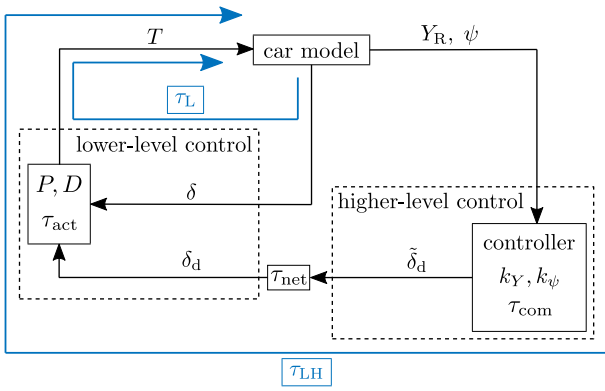 T
car model
Y_R, ψ
τ_L
lower-level control
P, D
τ_act
δ
higher-level control
controller
k_Y, k_ψ
τ_com
δ_d
τ_net
δ̃_d
τ_LH